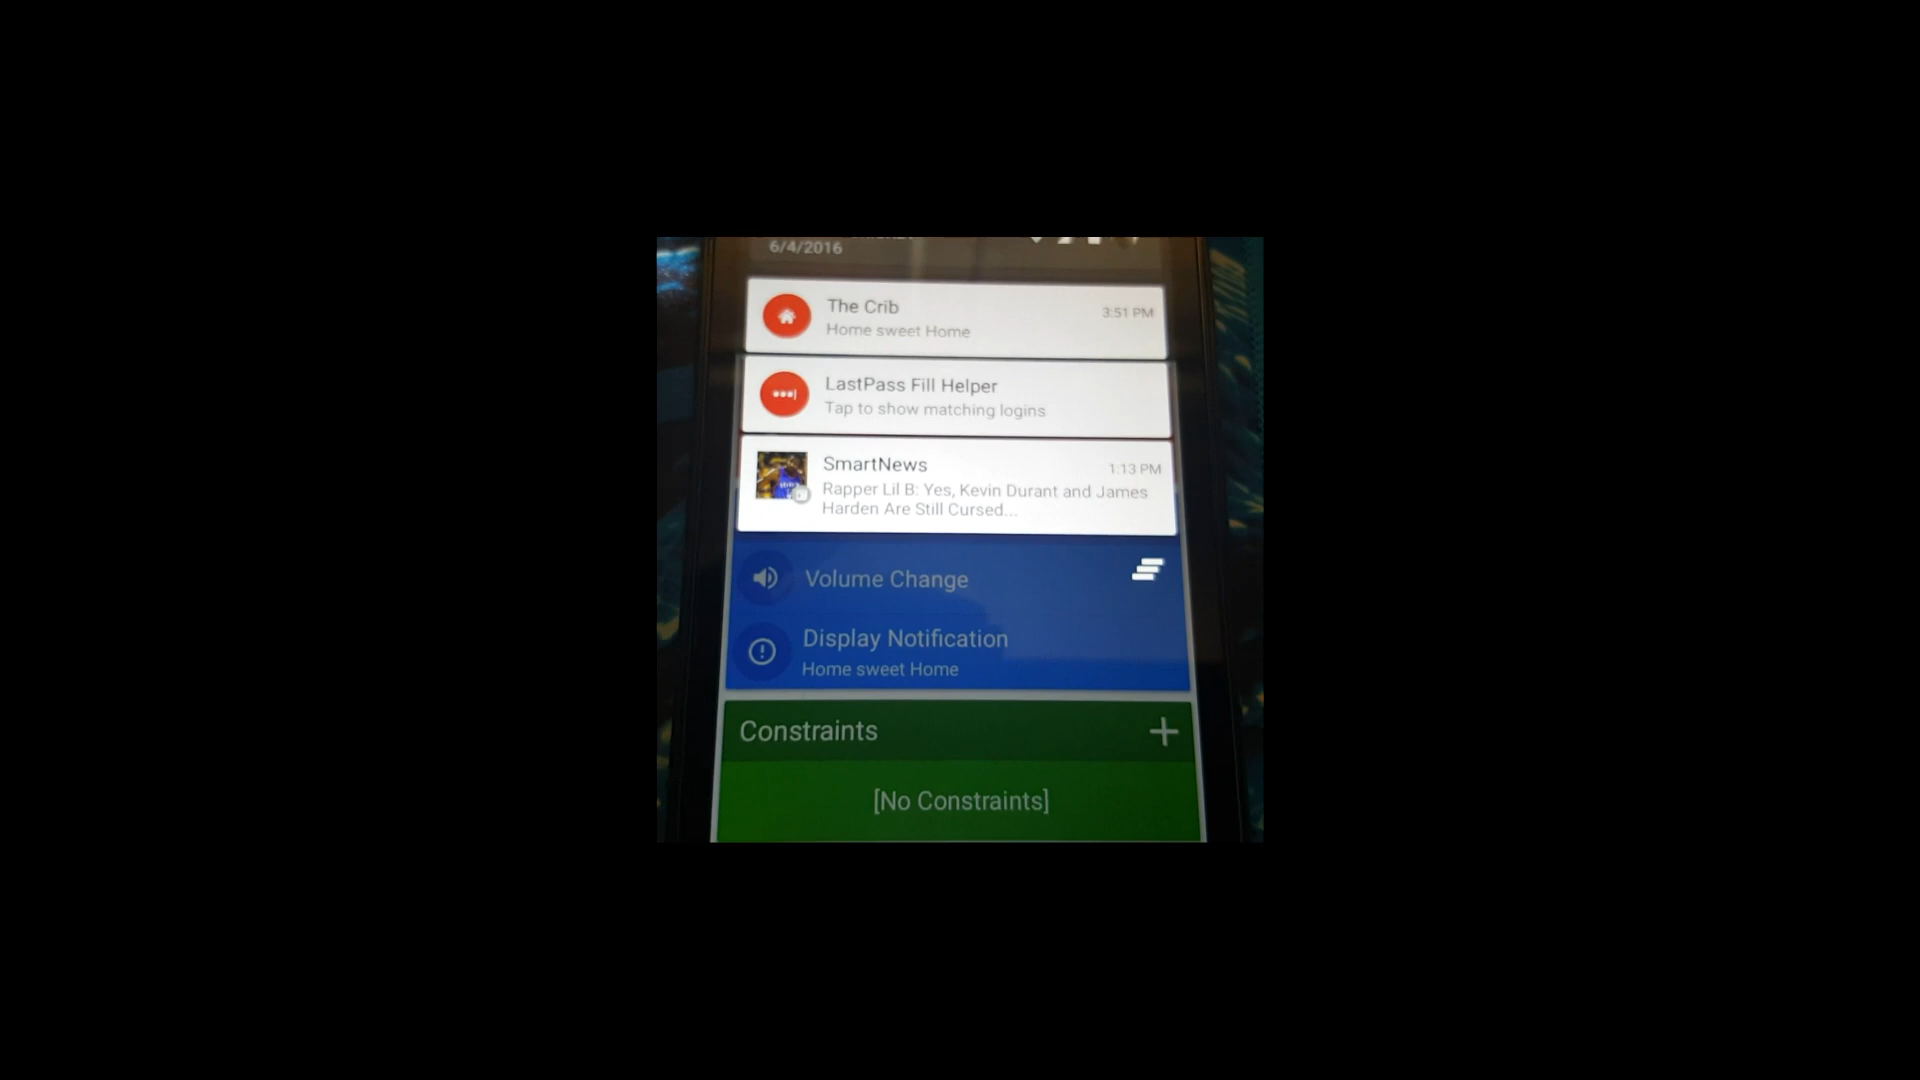 6/4/2016
The Crib
3:51 PM
Home sweet Home
LastPass Fill Helper
Tap to show matching logins
SmartNews
1:13 PM
Rapper Lil B: Yes, Kevin Durant and James
Harden Are Still Cursed...
Volume Change
Display Notification
Home sweet Home
Constraints
[No Constraints]